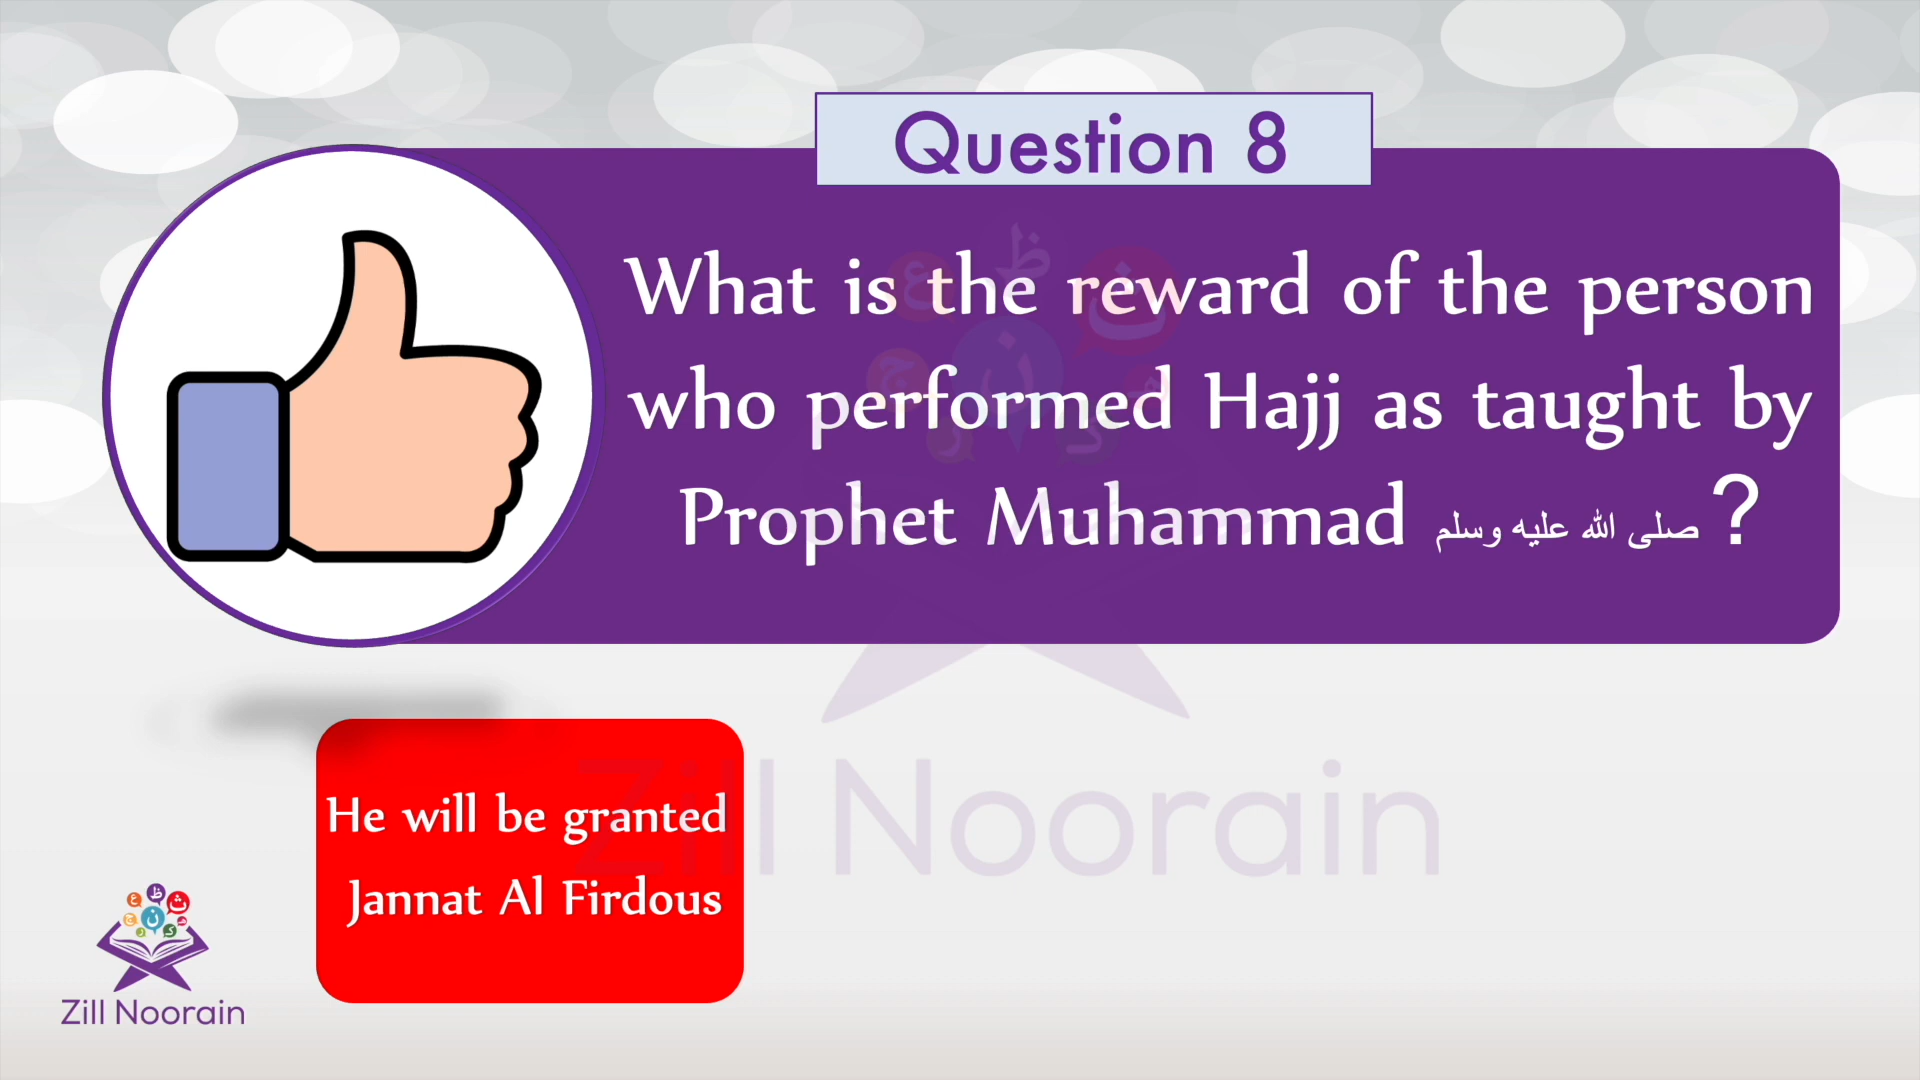 Question 8
What is the reward of the person
who performed Hajj as taught by
Prophet Muhammad صلى الله عليه وسلم ?
He will be granted
Jannat Al Firdous
Zill Noorain
ظ
ع
ث
ج
ن
ه
ر
ك
Zill Noorain